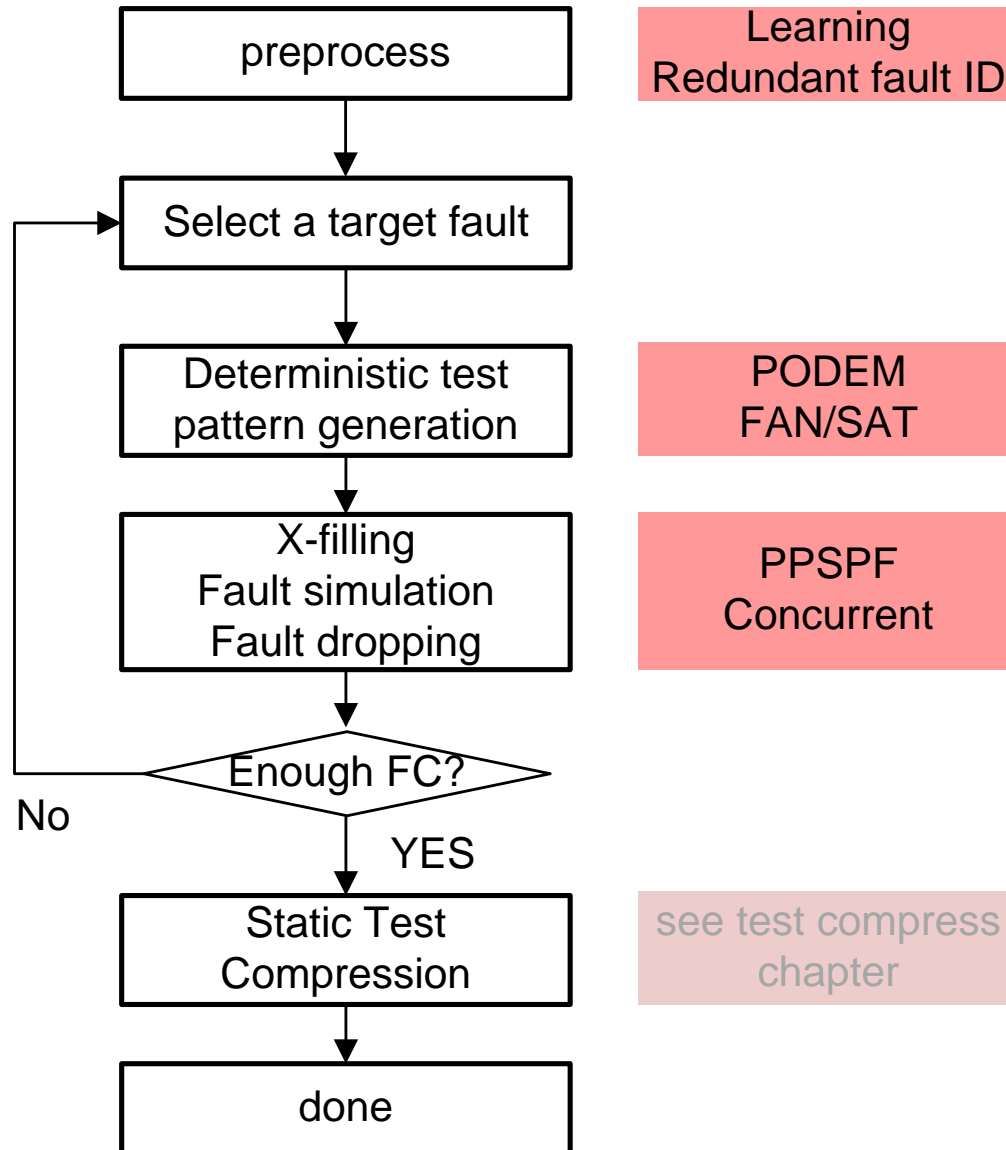 preprocess
Learning
Redundant fault ID
Select a target fault
Deterministic test
pattern generation
PODEM
FAN/SAT
X-filling
Fault simulation
Fault dropping
PPSPF
Concurrent
Enough FC?
No
YES
Static Test
Compression
see test compress
chapter
done